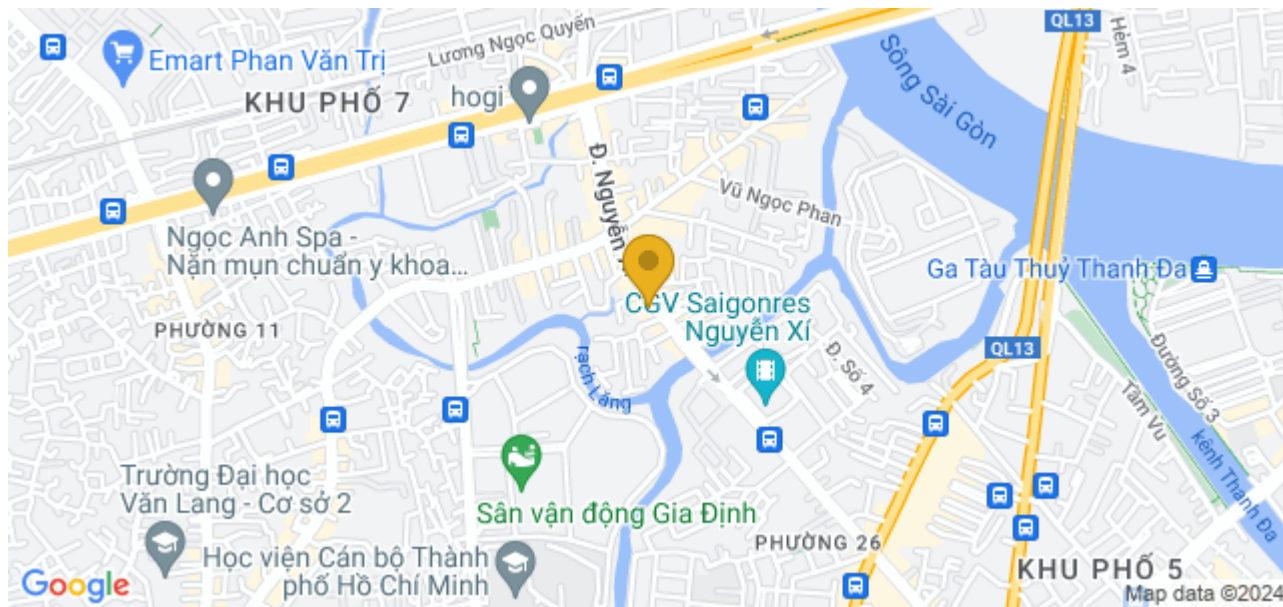 QL13
Hẻm 4
Lương Ngọc Quyến
Emart Phan Văn Trị
Sông Sài Gòn
KHU PHỐ 7
hogi
Đ. Nguyễn
Vũ Ngọc Phan
Ngọc Anh Spa -
Nặn mụn chuẩn y khoa...
Ga Tàu Thuỷ Thanh Đa
CGV Saigonres
Nguyễn Xí
PHƯỜNG 11
QL13
Đ. Số 4
Đường Số 3
rạch Lăng
Tầm Vu
kênh Thanh Đa
Trường Đại học
Văn Lang - Cơ sở 2
Sân vận động Gia Định
Học viện Cán bộ Thành
phố Hồ Chí Minh
PHƯỜNG 26
KHU PHỐ 5
Google
Map data ©2024